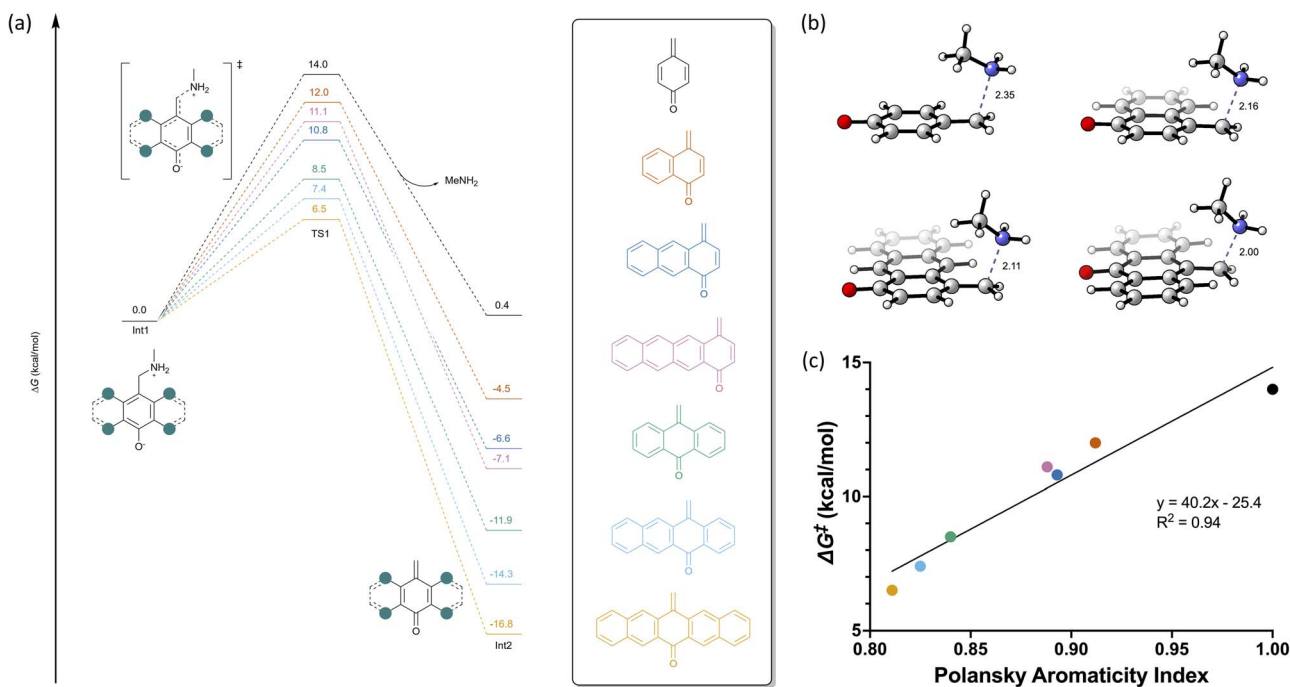 (a)
ΔG (kcal/mol)
‡
NH₂
+
O⁻
14.0
12.0
11.1
10.8
8.5
7.4
6.5
TS1
MeNH₂
0.0
Int1
NH₂
+
O⁻
0.4
-4.5
-6.6
-7.1
-11.9
-14.3
-16.8
Int2
O
O
O
O
O
O
O
O
(b)
2.35
2.16
2.11
2.00
(c)
ΔG‡ (kcal/mol)
15
10
5
0.80
0.85
0.90
0.95
1.00
y = 40.2x - 25.4
R² = 0.94
Polansky Aromaticity Index